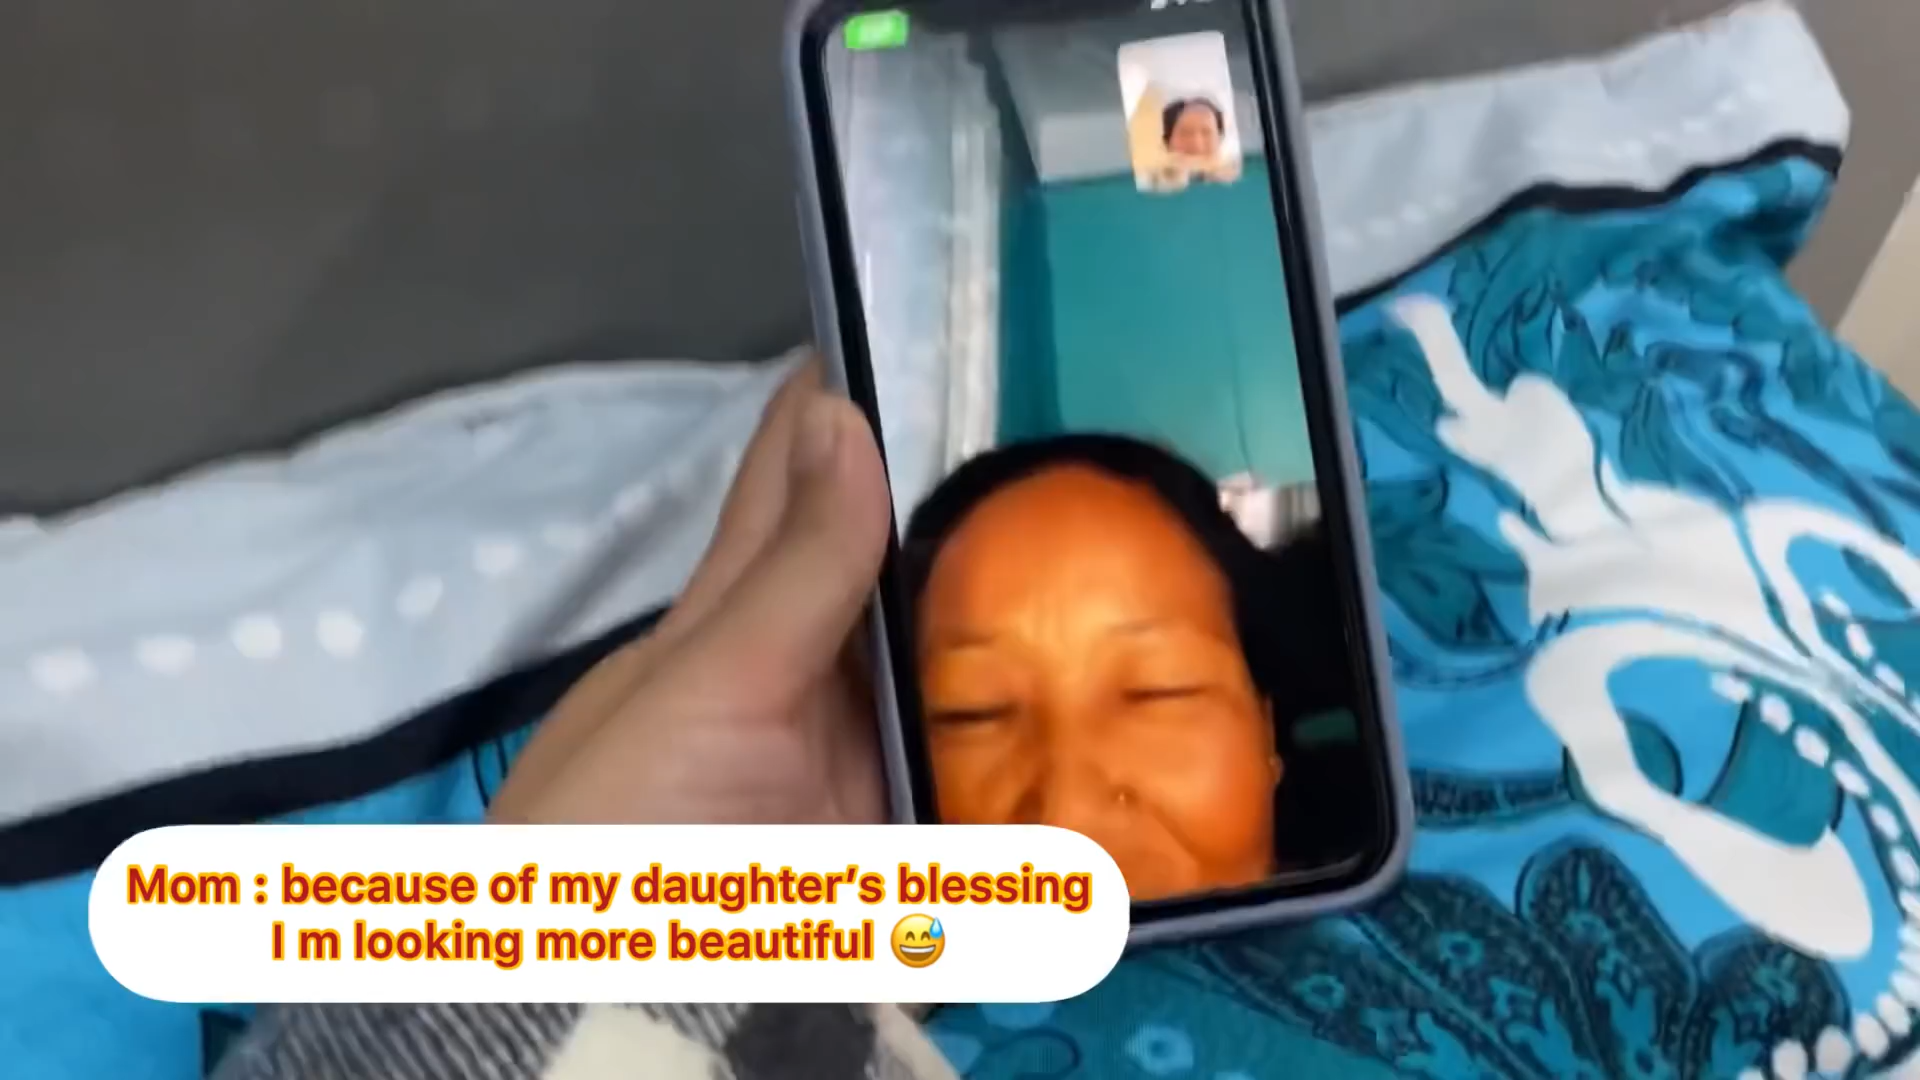 Mom : because of my daughter’s blessing
I m looking more beautiful 😅